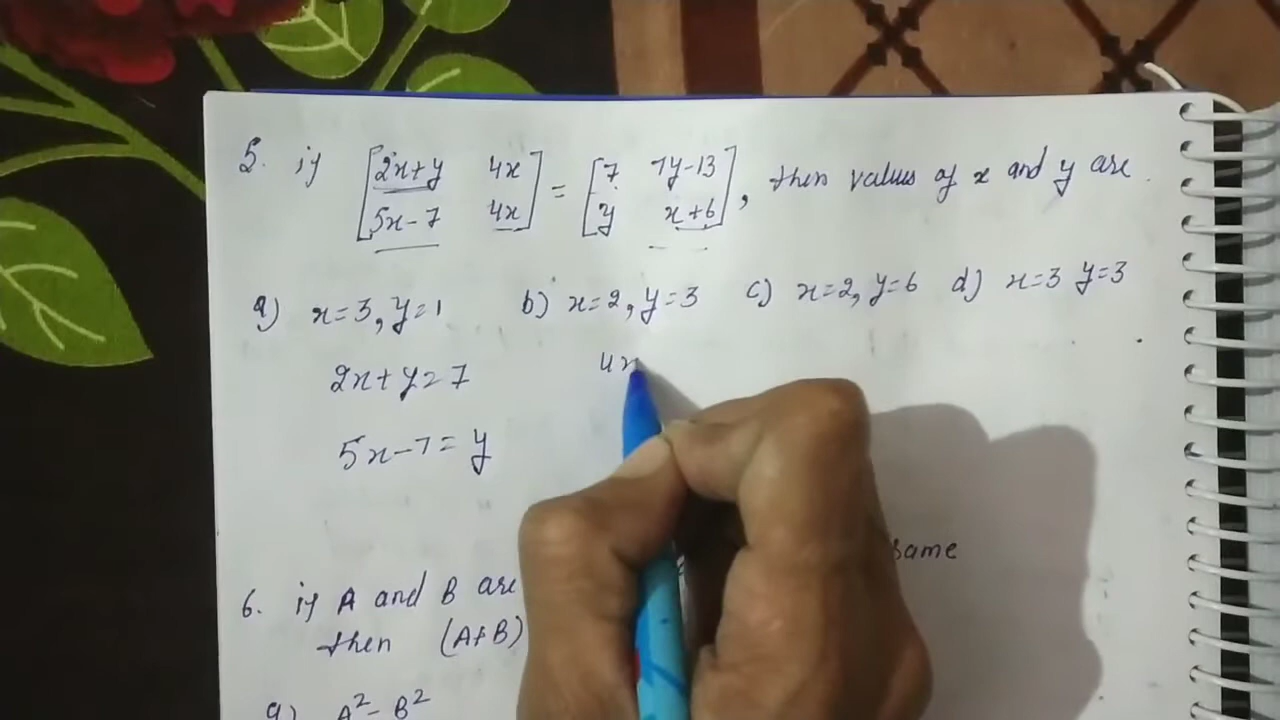 5. if [2x+y 4x] = [7 7y-13], then values of x and y are.
[5x-7 4x] [y x+6]
a) x=3, y=1 b) x=2, y=3 c) x=2, y=6 d) x=3 y=3
2x+y=7 4x
5x-7=y
6. if A and B are same
then (A+B)
a) A²-B²